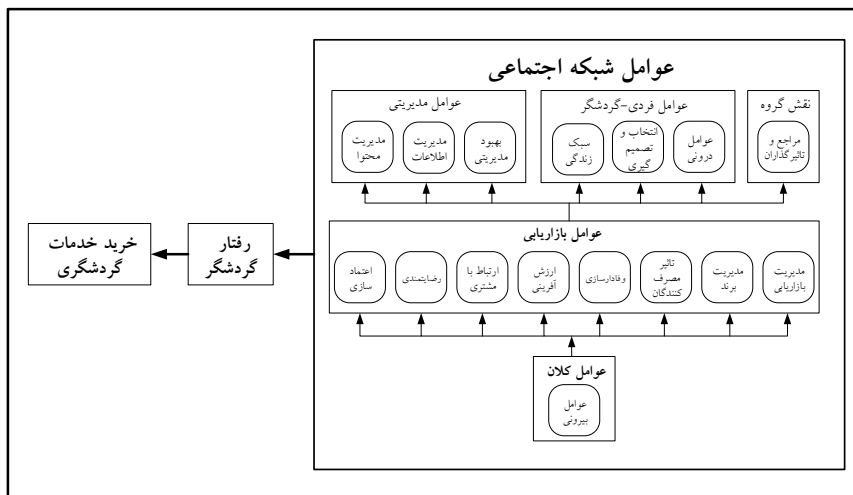 عوامل شبکه اجتماعی
نقش گروه
مراجع و
تاثیرگذاران
عوامل فردی-گردشگر
عوامل
درونی
انتخاب و
تصمیم
گیری
سبک
زندگی
عوامل مدیریتی
بهبود
مدیریتی
مدیریت
اطلاعات
مدیریت
محتوا
عوامل بازاریابی
مدیریت
بازاریابی
مدیریت
برند
تاثیر
مصرف
کنندگان
وفادارسازی
ارزش
آفرینی
ارتباط با
مشتری
رضایتمندی
اعتماد
سازی
عوامل کلان
عوامل
بیرونی
رفتار
گردشگر
خرید خدمات
گردشگری